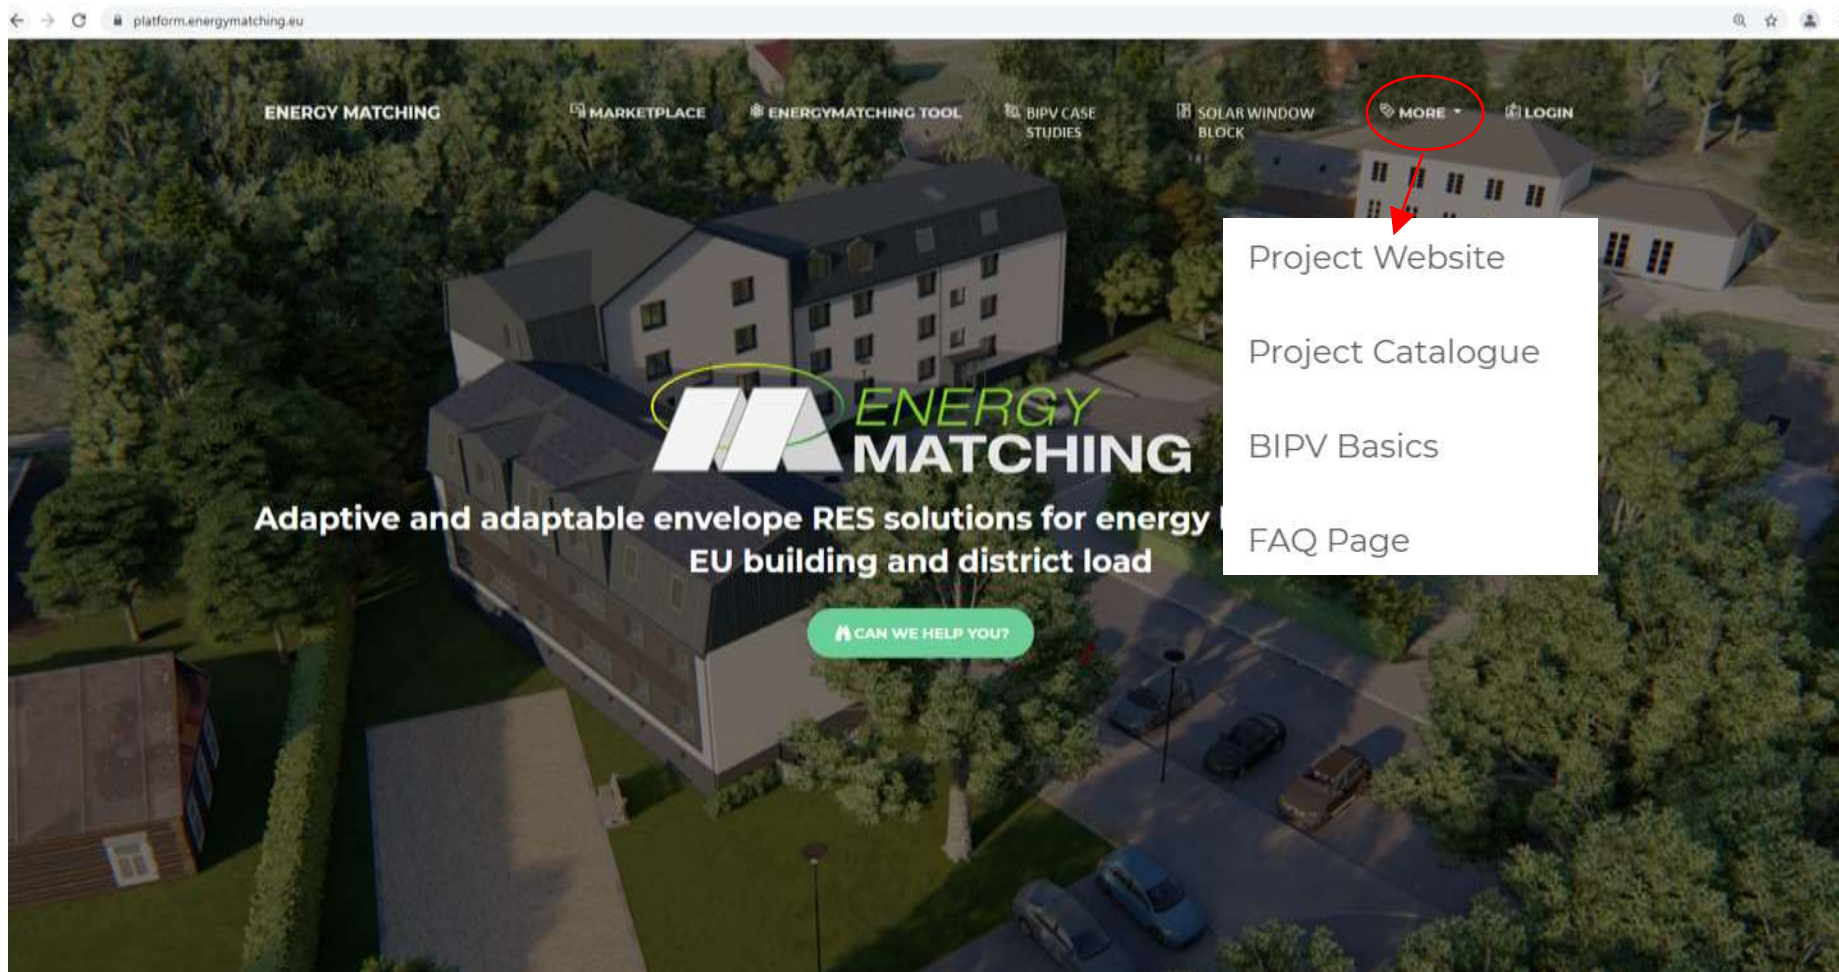 platform.energymatching.eu
ENERGY MATCHING
MARKETPLACE
ENERGYMATCHING TOOL
BIPV CASE
STUDIES
SOLAR WINDOW
BLOCK
MORE
LOGIN
Project Website
Project Catalogue
BIPV Basics
FAQ Page
ENERGY
MATCHING
Adaptive and adaptable envelope RES solutions for energy
EU building and district load
CAN WE HELP YOU?